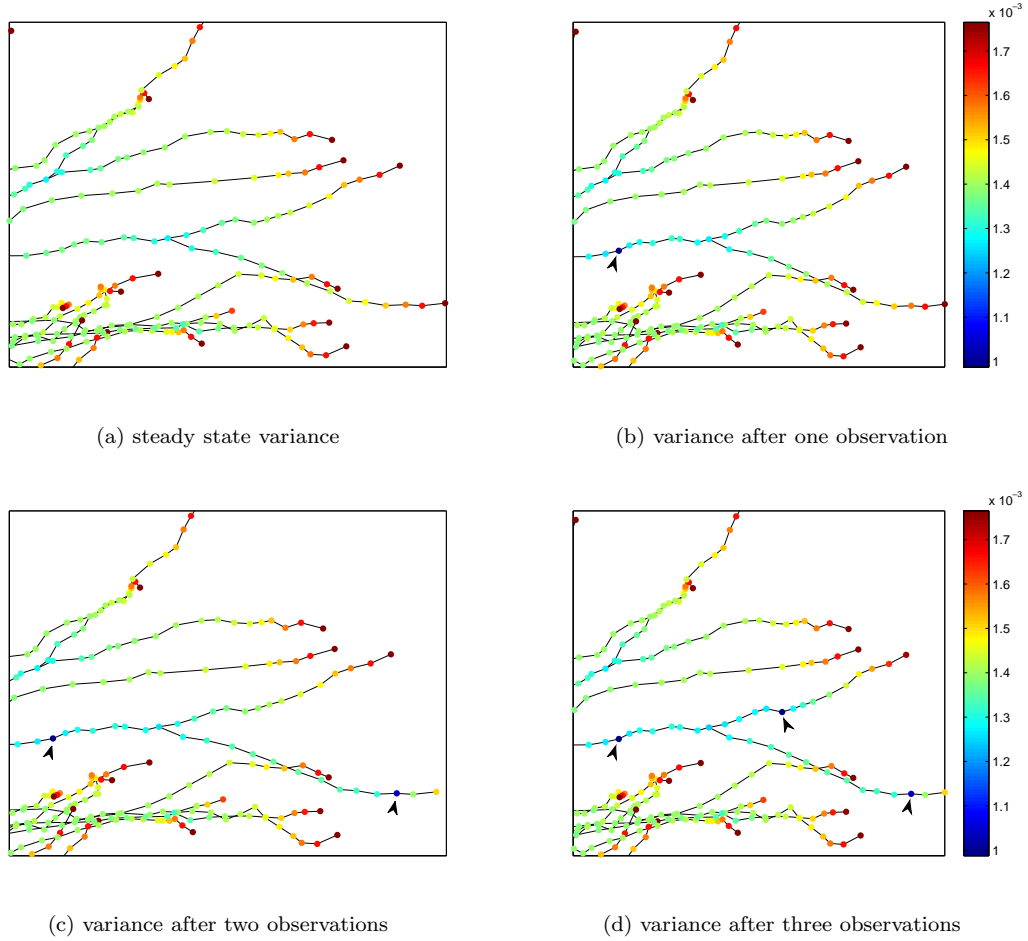 x 10⁻³
1.7
1.6
1.5
1.4
1.3
1.2
1.1
1
(a) steady state variance
(b) variance after one observation
x 10⁻³
1.7
1.6
1.5
1.4
1.3
1.2
1.1
1
(c) variance after two observations
(d) variance after three observations